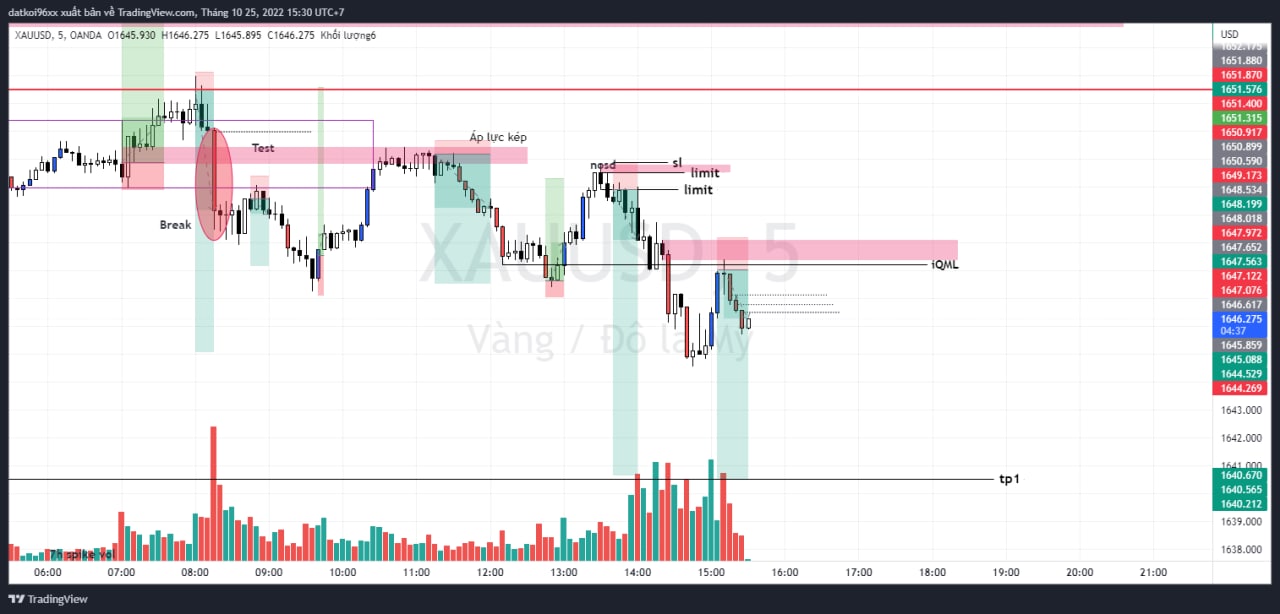 datkoi96xx xuất bản về TradingView.com, Tháng 10 25, 2022 15:30 UTC+7
XAUUSD, 5, OANDA O1645.930 H1646.275 L1645.895 C1646.275 Khối lượng6
USD
1652.175
1651.880
1651.870
1651.576
1651.400
1651.315
1650.917
1650.899
1650.590
1649.173
1648.534
1648.199
1648.018
1647.972
1647.652
1647.563
1647.122
1647.076
1646.617
1646.275
04:37
1645.859
1645.088
1644.529
1644.269
1643.000
1642.000
1641.000
1640.670
1640.565
1640.212
1639.000
1638.000
Áp lực kép
Test
Break
nosd
sl
limit
limit
iQML
XAUUSD, 5
Vàng / Đô la Mỹ
tp1
7h spike vol
06:00 07:00 08:00 09:00 10:00 11:00 12:00 13:00 14:00 15:00 16:00 17:00 18:00 19:00 20:00 21:00
TradingView